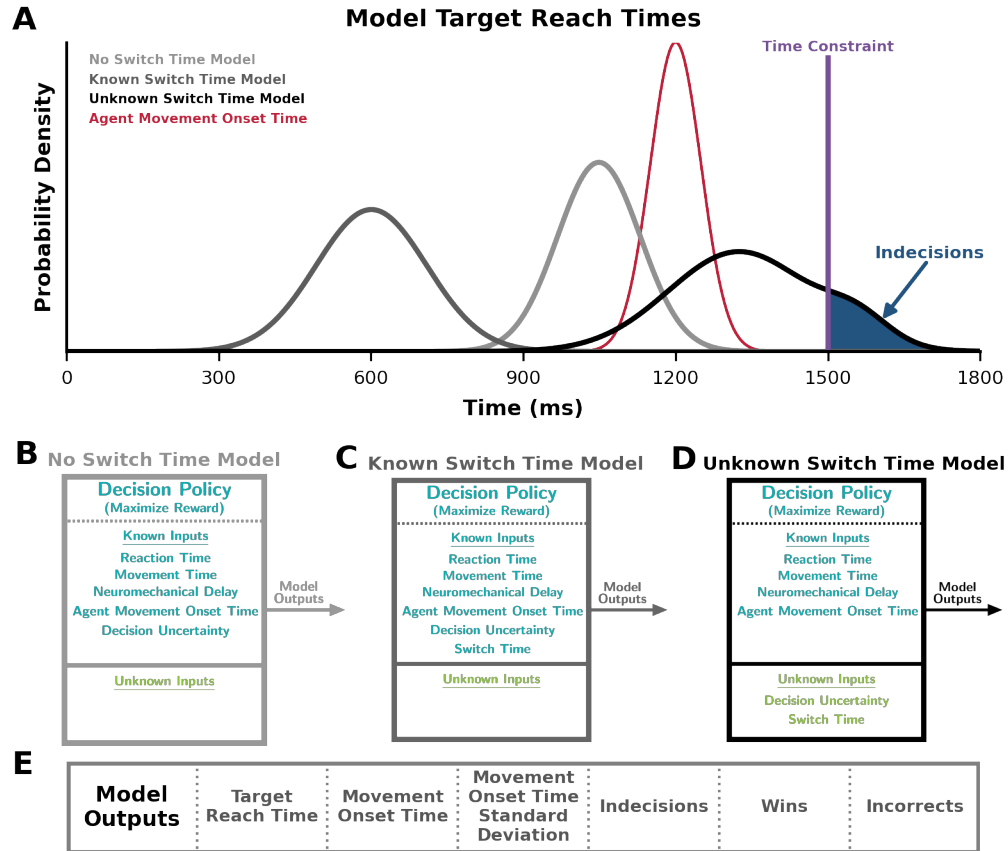 A
Model Target Reach Times
No Switch Time Model
Known Switch Time Model
Unknown Switch Time Model
Agent Movement Onset Time
Time Constraint
Indecisions
Probability Density
0 300 600 900 1200 1500 1800
Time (ms)
B
No Switch Time Model
Decision Policy
(Maximize Reward)
Known Inputs
Reaction Time
Movement Time
Neuromechanical Delay
Agent Movement Onset Time
Decision Uncertainty
Unknown Inputs
Model
Outputs
C
Known Switch Time Model
Decision Policy
(Maximize Reward)
Known Inputs
Reaction Time
Movement Time
Neuromechanical Delay
Agent Movement Onset Time
Decision Uncertainty
Switch Time
Unknown Inputs
Model
Outputs
D
Unknown Switch Time Model
Decision Policy
(Maximize Reward)
Known Inputs
Reaction Time
Movement Time
Neuromechanical Delay
Agent Movement Onset Time
Unknown Inputs
Decision Uncertainty
Switch Time
Model
Outputs
E
Model
Outputs
Target
Reach Time
Movement
Onset Time
Movement
Onset Time
Standard
Deviation
Indecisions
Wins
Incorrects